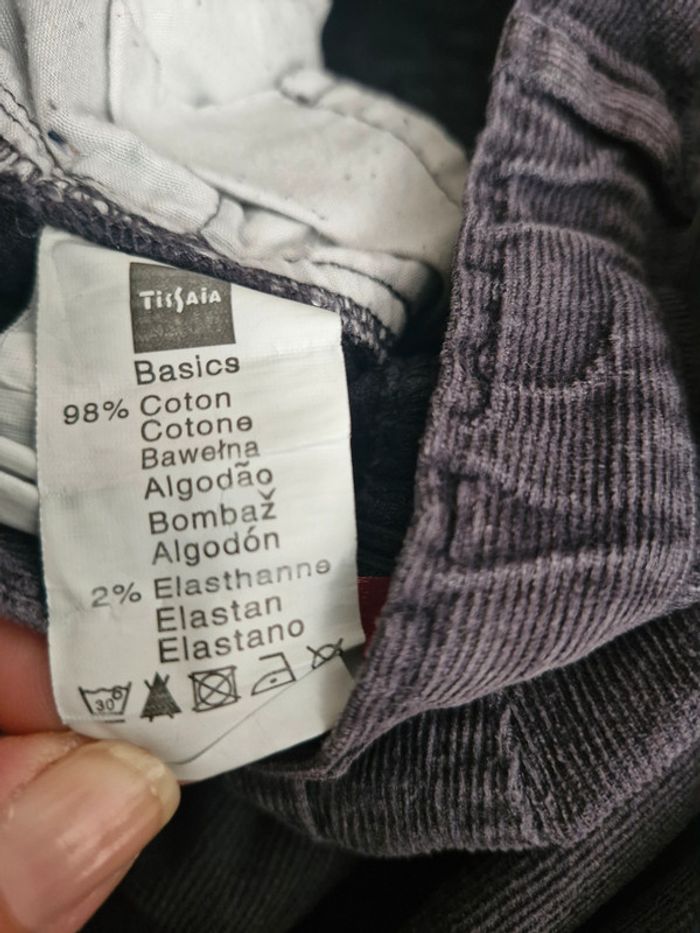 TISSAIA
Basics
98% Coton
Cotone
Bawełna
Algodão
Bombaž
Algodón
2% Elasthanne
Elastan
Elastano
30°